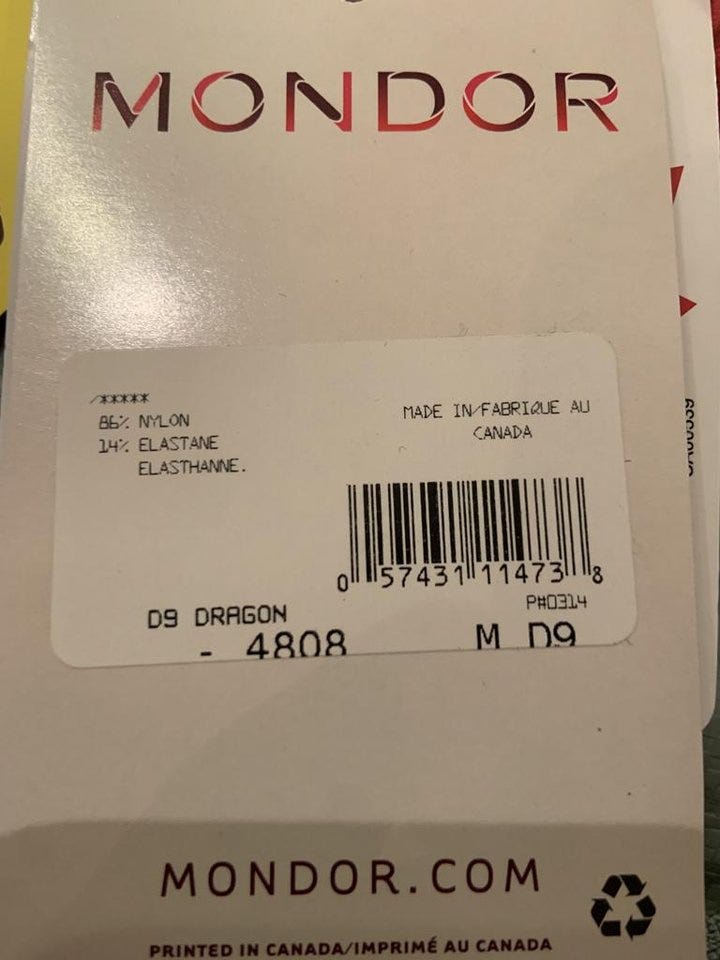 MONDOR
/*****
86% NYLON
14% ELASTANE
ELASTHANNE.
MADE IN/FABRIQUE AU
CANADA
0 57431 11473 8
P#0314
D9 DRAGON
- 4808 M D9
MONDOR.COM
PRINTED IN CANADA/IMPRIMÉ AU CANADA